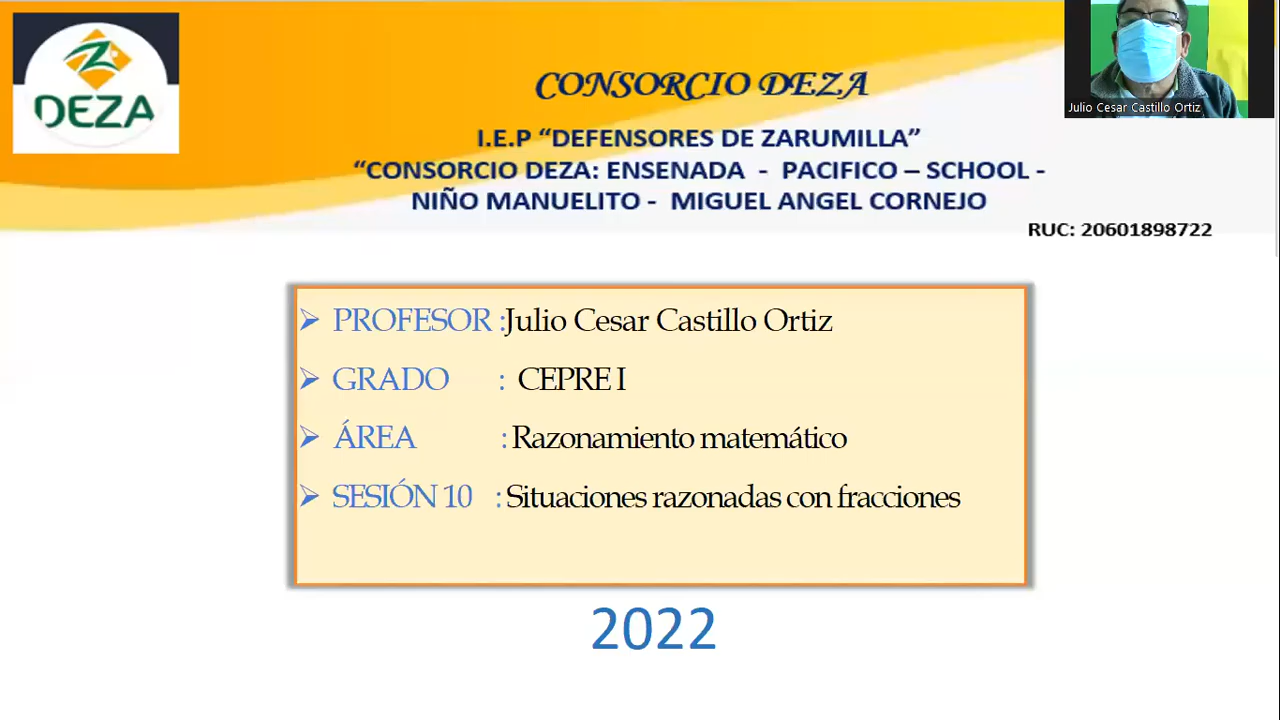 DEZA
CONSORCIO DEZA
I.E.P “DEFENSORES DE ZARUMILLA”
“CONSORCIO DEZA: ENSENADA - PACIFICO – SCHOOL -
NIÑO MANUELITO - MIGUEL ANGEL CORNEJO
RUC: 20601898722
Julio Cesar Castillo Ortiz
PROFESOR :Julio Cesar Castillo Ortiz
GRADO : CEPRE I
ÁREA : Razonamiento matemático
SESIÓN 10 : Situaciones razonadas con fracciones
2022